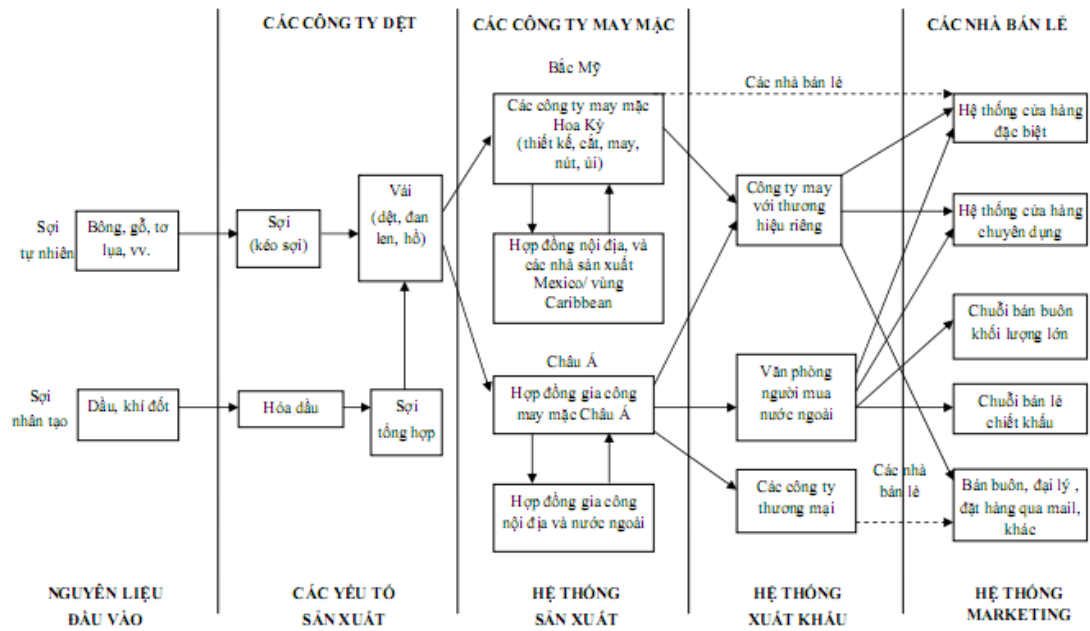 CÁC CÔNG TY DỆT
CÁC CÔNG TY MAY MẶC
CÁC NHÀ BÁN LẺ
Sợi
tự nhiên
Bông, gỗ, tơ
lụa, vv.
Sợi
nhân tạo
Dầu, khí đốt
Sợi
(kéo sợi)
Vải
(dệt, đan
len, hồ)
Hóa dầu
Sợi
tổng hợp
Bắc Mỹ
Các công ty may mặc
Hoa Kỳ
(thiết kế, cắt, may,
nút, ủi)
Hợp đồng nội địa, và
các nhà sản xuất
Mexico/ vùng
Caribbean
Châu Á
Hợp đồng gia công
may mặc Châu Á
Hợp đồng gia công
nội địa và nước ngoài
Các nhà bán lẻ
Công ty may
với thương
hiệu riêng
Văn phòng
người mua
nước ngoài
Các công ty
thương mại
Các nhà
bán lẻ
Hệ thống cửa hàng
đặc biệt
Hệ thống cửa hàng
chuyên dụng
Chuỗi bán buôn
khối lượng lớn
Chuỗi bán lẻ
chiết khấu
Bán buôn, đại lý ,
đặt hàng qua mail,
khác
NGUYÊN LIỆU
ĐẦU VÀO
CÁC YẾU TỐ
SẢN XUẤT
HỆ THỐNG
SẢN XUẤT
HỆ THỐNG
XUẤT KHẨU
HỆ THỐNG
MARKETING